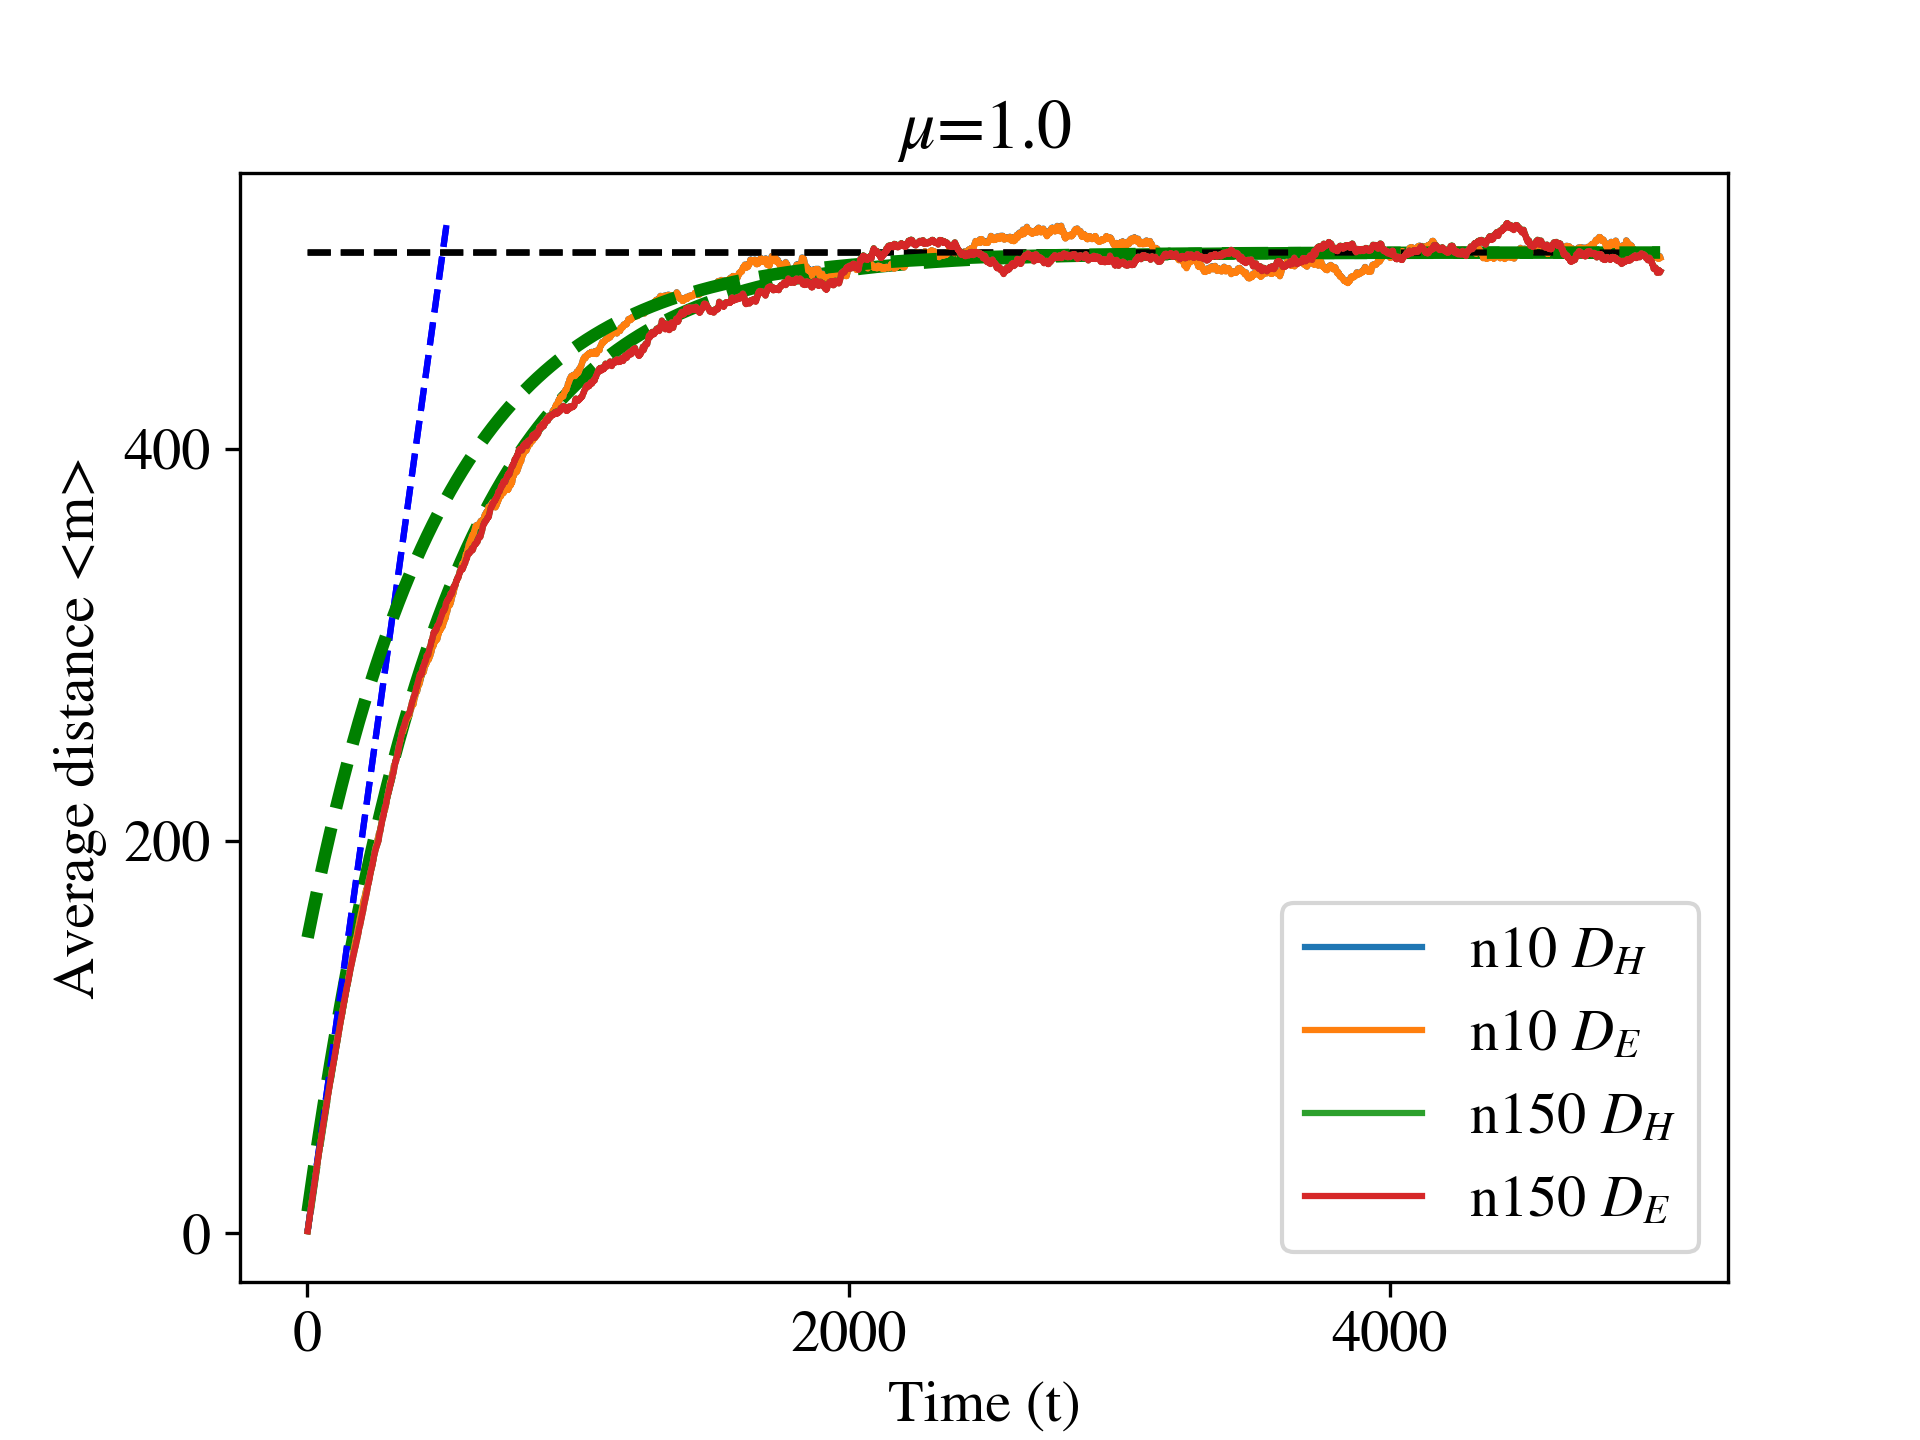 μ=1.0
Average distance <m>
400
200
0
0
2000
4000
Time (t)
n10 D_H
n10 D_E
n150 D_H
n150 D_E